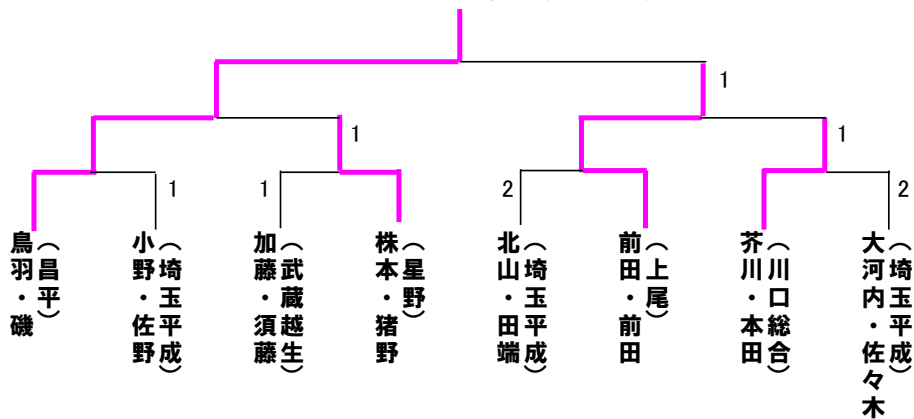 1
1
1
1
1
2
2
鳥羽・磯
（昌平）
小野・佐野
（埼玉平成）
加藤・須藤
（武蔵越生）
株本・猪野
（星野）
北山・田端
（埼玉平成）
前田・前田
（上尾）
芥川・本田
（川口総合）
大河内・佐々木
（埼玉平成）